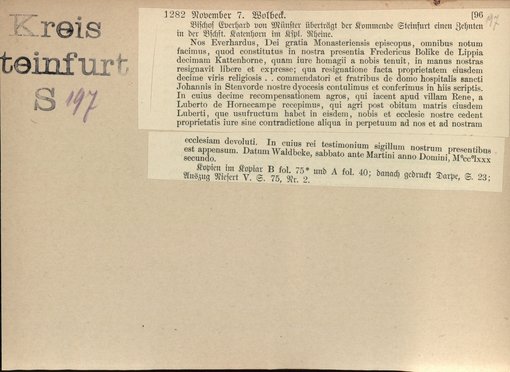 Kreis
teinfurt
S 197
1282 November 7. Wolbeck. [96
197
Bischof Everhard von Münster überträgt der Kommende Steinfurt einen Zehnten
in der Bschft. Katenhorn im Kspl. Rheine.
Nos Everhardus, Dei gratia Monasteriensis episcopus, omnibus notum
facimus, quod constitutus in nostra presentia Fredericus Bolike de Lippia
decimam Kattenhorne, quam iure homagii a nobis tenuit, in manus nostras
resignavit libere et expresse; qua resignatione facta proprietatem eiusdem
decime viris religiosis . . commendatori et fratribus de domo hospitalis sancti
Johannis in Stenvorde nostre dyocesis contulimus et conferimus in hiis scriptis.
In cuius decime recompensationem agros, qui iacent apud villam Rene, a
Luberto de Hornecampe recepimus, qui agri post obitum matris eiusdem
Luberti, que usufructum habet in eisdem, nobis et ecclesie nostre cedent
proprietatis iure sine contradictione aliqua in perpetuum ad nos et ad nostram
ecclesiam devoluti. In cuius rei testimonium sigillum nostrum presentibus
est appensum. Datum Waldbeke, sabbato ante Martini anno Domini, M°cc°lxxx
secundo.
Kopien im Kopiar B fol. 75* und A fol. 40; danach gedruckt Darpe, S. 23;
Auszug Niesert V. S. 75, Nr. 2.